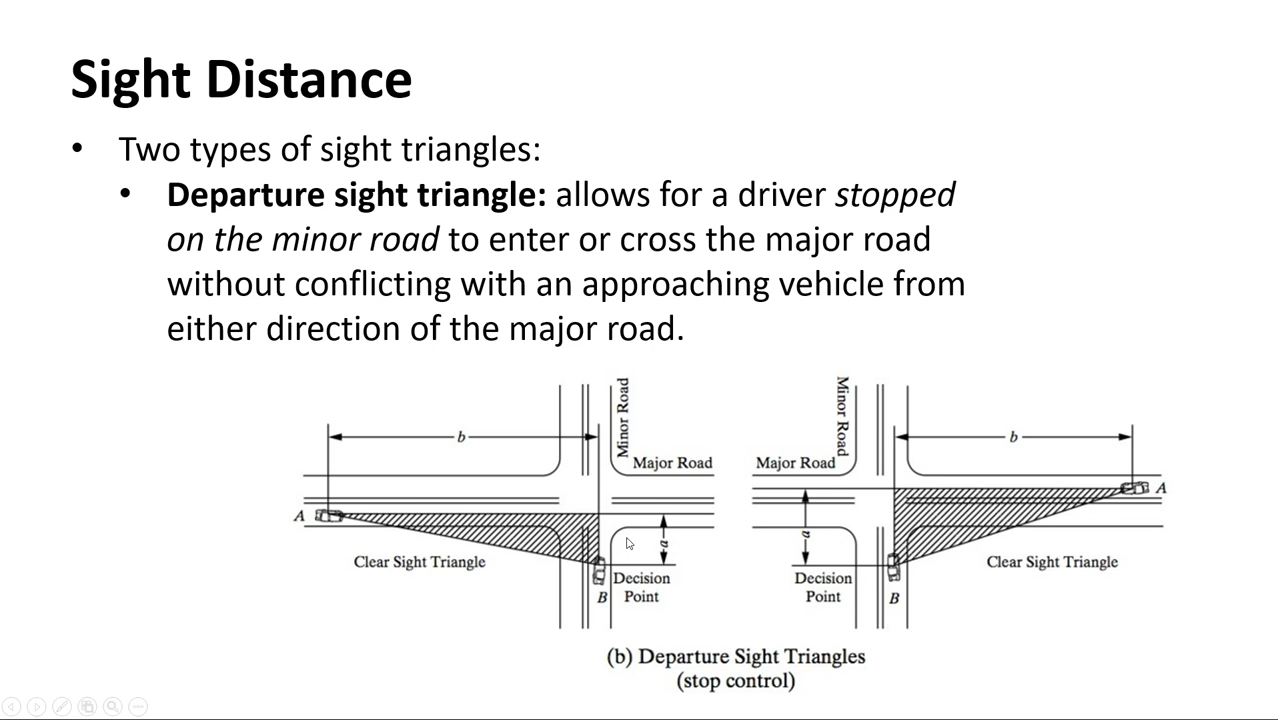 Sight Distance
• Two types of sight triangles:
• Departure sight triangle: allows for a driver stopped
on the minor road to enter or cross the major road
without conflicting with an approaching vehicle from
either direction of the major road.
b
Minor Road
Major Road
A
a
Clear Sight Triangle
Decision
Point
B
Minor Road
b
Major Road
A
a
Clear Sight Triangle
Decision
Point
B
(b) Departure Sight Triangles
(stop control)